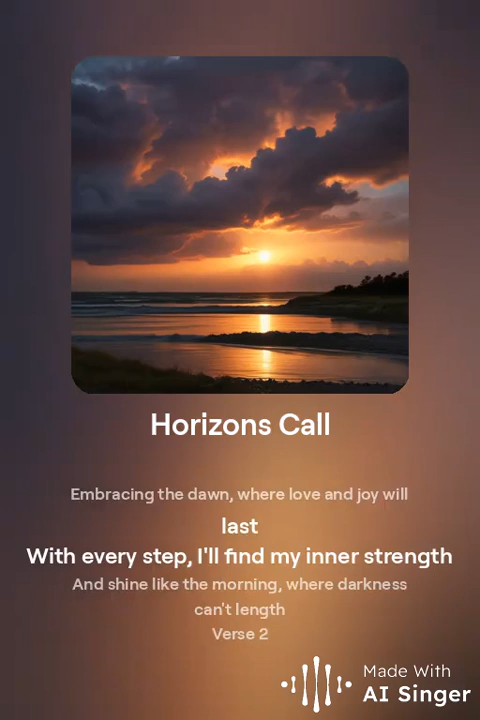 Horizons Call
Embracing the dawn, where love and joy will
last
With every step, I'll find my inner strength
And shine like the morning, where darkness
can't length
Verse 2
Made With
AI Singer